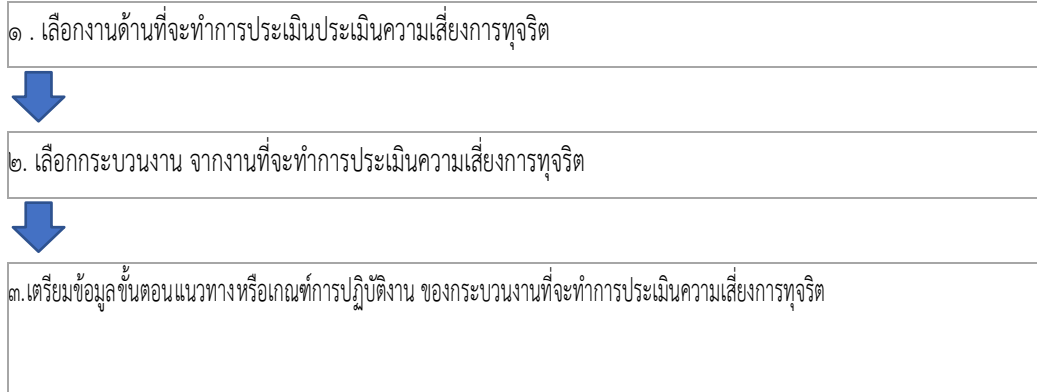 ๑ . เลือกงานด้านที่จะทำการประเมินประเมินความเสี่ยงการทุจริต
๒. เลือกกระบวนงาน จากงานที่จะทำการประเมินความเสี่ยงการทุจริต
๓.เตรียมข้อมูลขั้นตอนแนวทางหรือเกณฑ์การปฏิบัติงาน ของกระบวนงานที่จะทำการประเมินความเสี่ยงการทุจริต